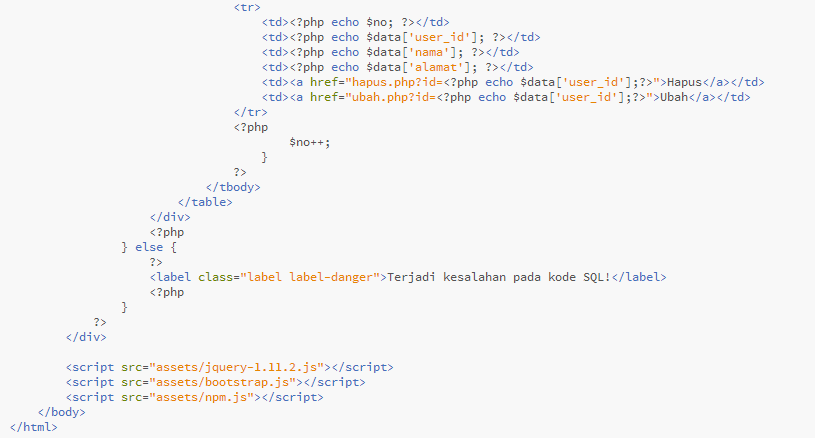 <tr>
<td><?php echo $no; ?></td>
<td><?php echo $data['user_id']; ?></td>
<td><?php echo $data['nama']; ?></td>
<td><?php echo $data['alamat']; ?></td>
<td><a href="hapus.php?id=<?php echo $data['user_id'];?>">Hapus</a></td>
<td><a href="ubah.php?id=<?php echo $data['user_id'];?>">Ubah</a></td>
</tr>
<?php
$no++;
}
?>
</tbody>
</table>
</div>
<?php
} else {
?>
<label class="label label-danger">Terjadi kesalahan pada kode SQL!</label>
<?php
}
?>
</div>
<script src="assets/jquery-1.11.2.js"></script>
<script src="assets/bootstrap.js"></script>
<script src="assets/npm.js"></script>
</body>
</html>